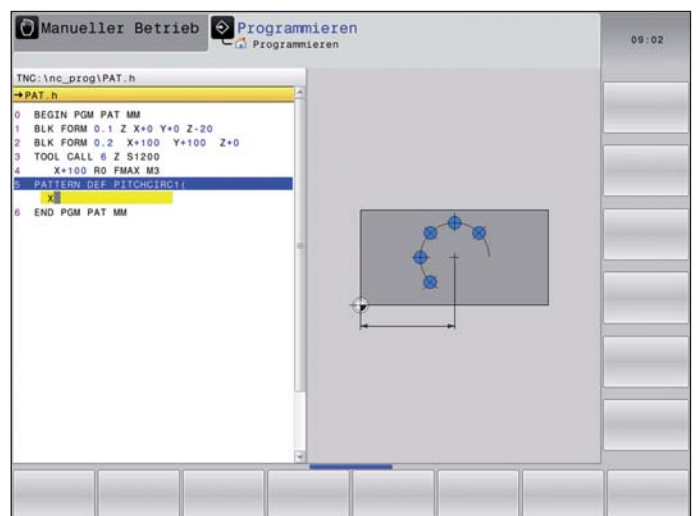 Manueller Betrieb
Programmieren
Programmieren
09:02
TNC:\nc_prog\PAT.h
→PAT.h
0 BEGIN PGM PAT MM
1 BLK FORM 0.1 Z X+0 Y+0 Z-20
2 BLK FORM 0.2 X+100 Y+100 Z+0
3 TOOL CALL 6 Z S1200
4 X+100 R0 FMAX M3
5 PATTERN DEF PITCHCIRC1(
X
6 END PGM PAT MM